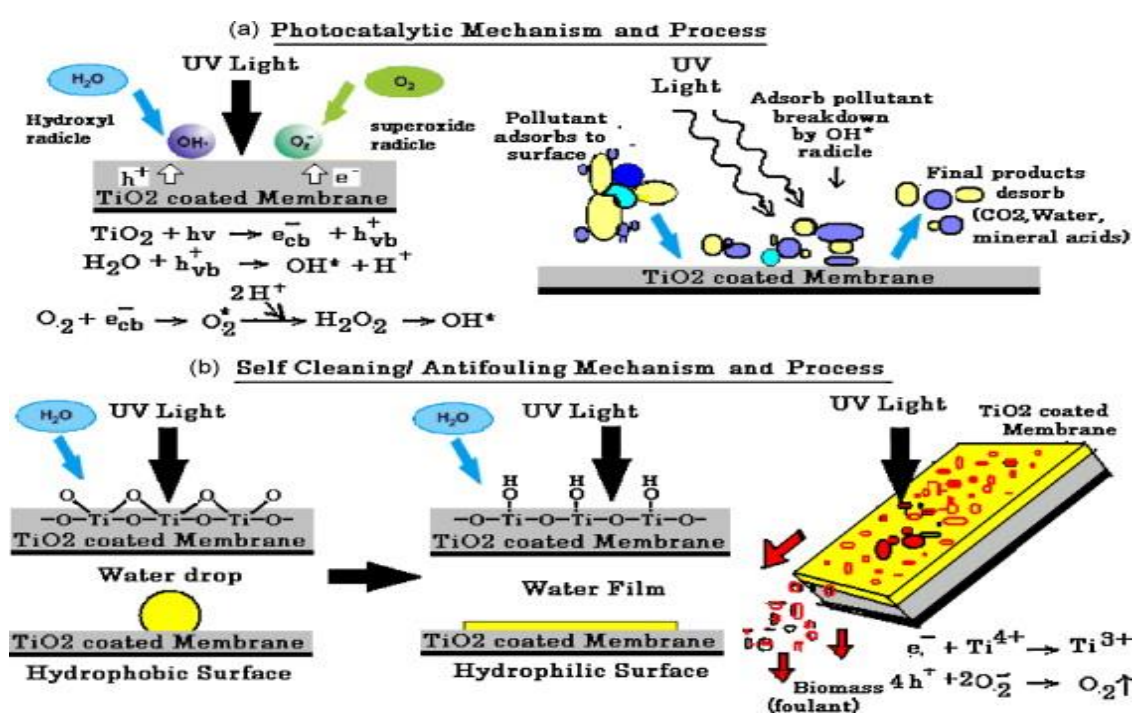 (a) Photocatalytic Mechanism and Process
H₂O
UV Light
O₂
Hydroxyl
radicle
OH·
O₂⁻
superoxide
radicle
h⁺
e⁻
TiO2 coated Membrane
TiO₂ + hv → e⁻cb + h⁺vb
H₂O + h⁺vb → OH* + H⁺
2H⁺
O.₂ + e⁻cb → O.₂* → H₂O₂ → OH*
UV
Light
Pollutant
adsorbs to
surface
Adsorb pollutant
breakdown
by OH*
radicle
Final products
desorb
(CO2,Water,
mineral acids)
TiO2 coated Membrane
(b) Self Cleaning/ Antifouling Mechanism and Process
H₂O
UV Light
O O O O
-O-Ti-O-Ti-O-Ti-O-
TiO2 coated Membrane
Water drop
TiO2 coated Membrane
Hydrophobic Surface
H₂O
UV Light
H H H
O O O
-O-Ti-O-Ti-O-Ti-O-
TiO2 coated Membrane
Water Film
TiO2 coated Membrane
Hydrophilic Surface
UV Light
TiO2 coated
Membrane
Biomass
(foulant)
e⁻ + Ti⁴⁺ → Ti³⁺
4h⁺ + 2O.₂⁻ → O.₂↑